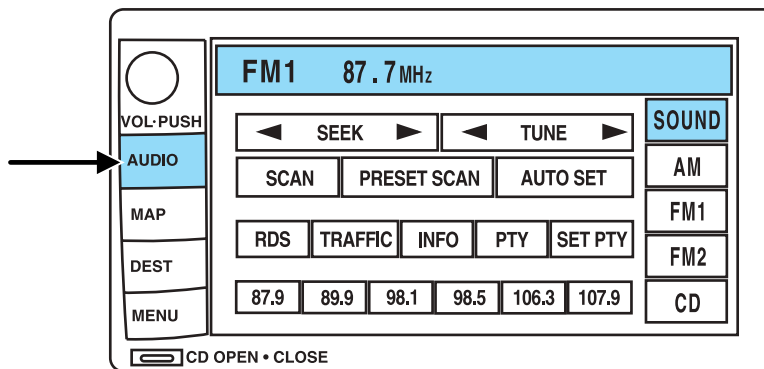 FM1 87.7 MHz
VOL·PUSH
SOUND
SEEK TUNE
AUDIO
SCAN PRESET SCAN AUTO SET
AM
MAP
FM1
RDS TRAFFIC INFO PTY SET PTY
FM2
DEST
87.9 89.9 98.1 98.5 106.3 107.9
CD
MENU
CD OPEN • CLOSE